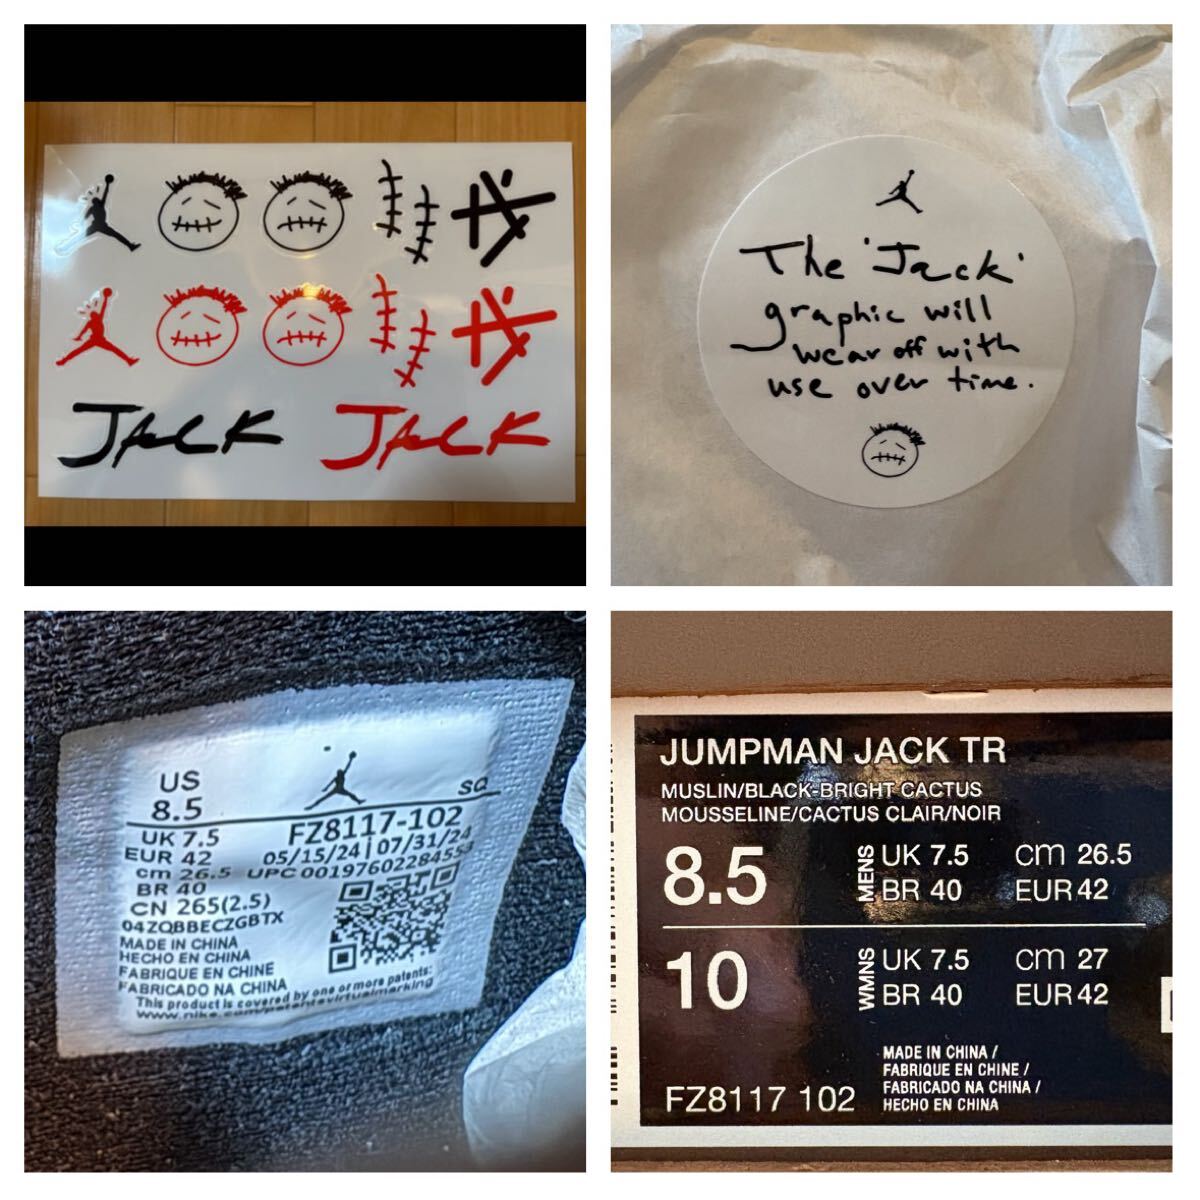 JACK JACK
The 'Jack'
graphic will
wear off with
use over time.
US
8.5
SQ
UK 7.5
FZ8117-102
EUR 42
05/15/24 | 07/31/24
cm 26.5
UPC 00197602284554
BR 40
CN 265(2.5)
04ZQBBECZGBTX
MADE IN CHINA
HECHO EN CHINA
FABRIQUE EN CHINE
FABRICADO NA CHINA
This product is covered by one or more patents:
www.nike.com/patentsvirtualmarking
JUMPMAN JACK TR
MUSLIN/BLACK-BRIGHT CACTUS
MOUSSELINE/CACTUS CLAIR/NOIR
8.5 MENS UK 7.5 cm 26.5
BR 40 EUR 42
10 WMNS UK 7.5 cm 27
BR 40 EUR 42
MADE IN CHINA /
FABRIQUE EN CHINE /
FABRICADO NA CHINA /
HECHO EN CHINA
FZ8117 102